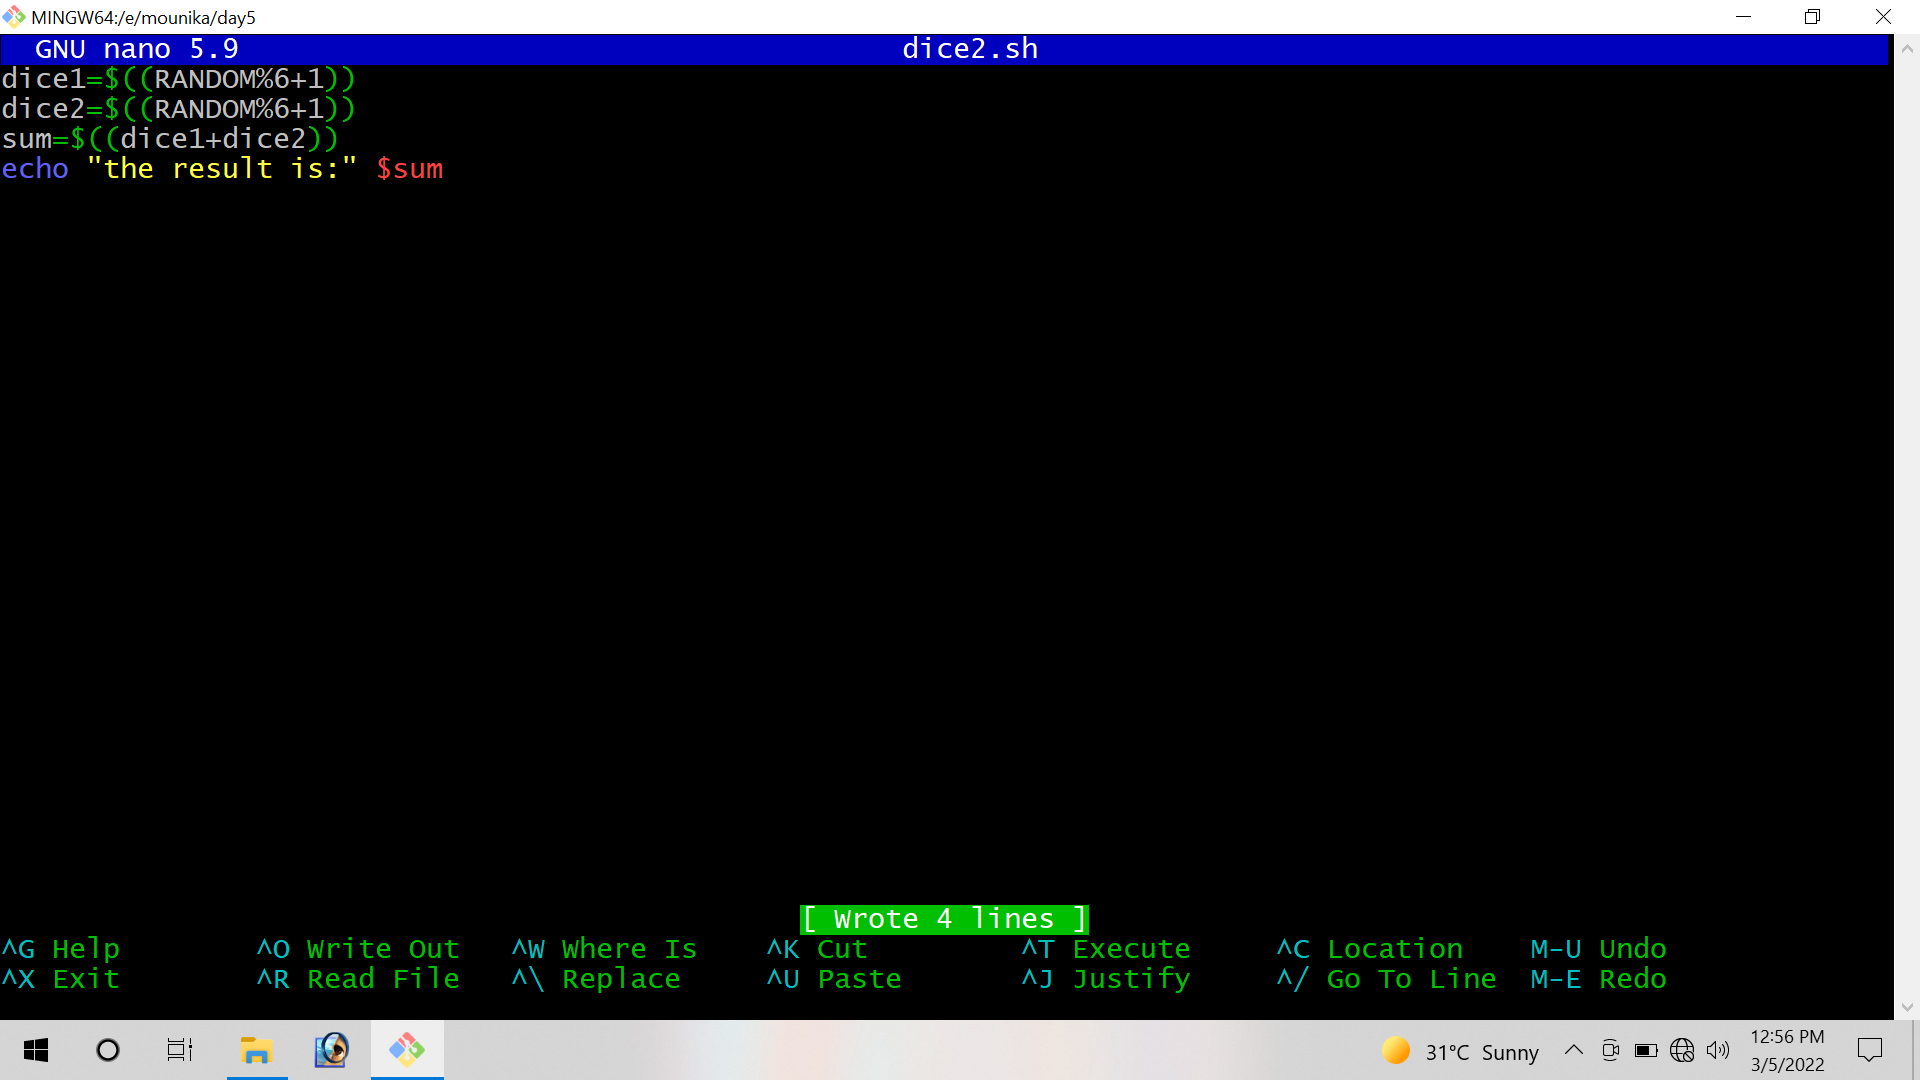 MINGW64:/e/mounika/day5
GNU nano 5.9 dice2.sh
dice1=$((RANDOM%6+1))
dice2=$((RANDOM%6+1))
sum=$((dice1+dice2))
echo "the result is:" $sum
[ Wrote 4 lines ]
^G Help ^O Write Out ^W Where Is ^K Cut ^T Execute ^C Location M-U Undo
^X Exit ^R Read File ^\ Replace ^U Paste ^J Justify ^/ Go To Line M-E Redo
31°C Sunny
12:56 PM
3/5/2022